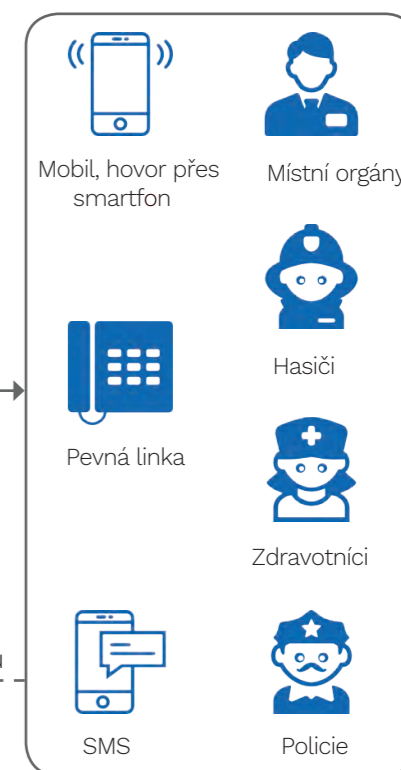 Mobil, hovor přes
smartfon
Místní orgány
Hasiči
Pevná linka
Zdravotníci
SMS
Policie